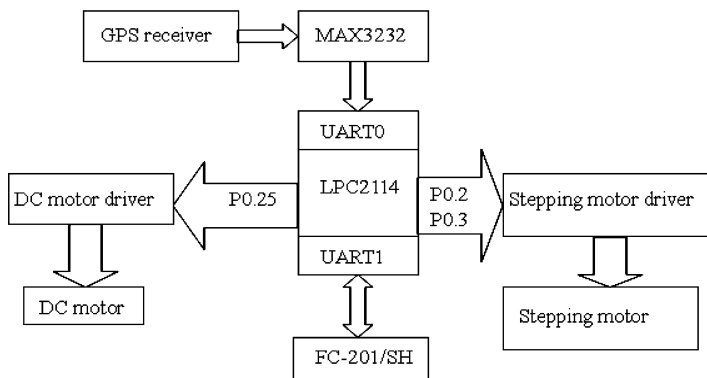 GPS receiver
MAX3232
UART0
LPC2114
UART1
P0.25
P0.2
P0.3
DC motor driver
Stepping motor driver
DC motor
Stepping motor
FC-201/SH